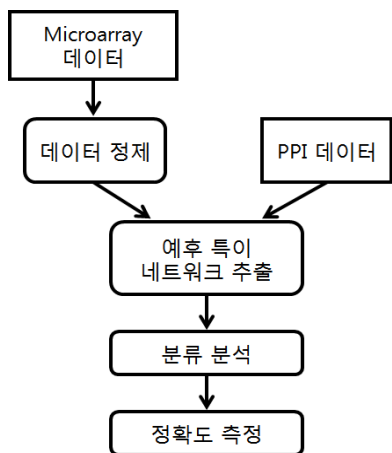 Microarray
데이터
데이터 정제
PPI 데이터
예후 특이
네트워크 추출
분류 분석
정확도 측정